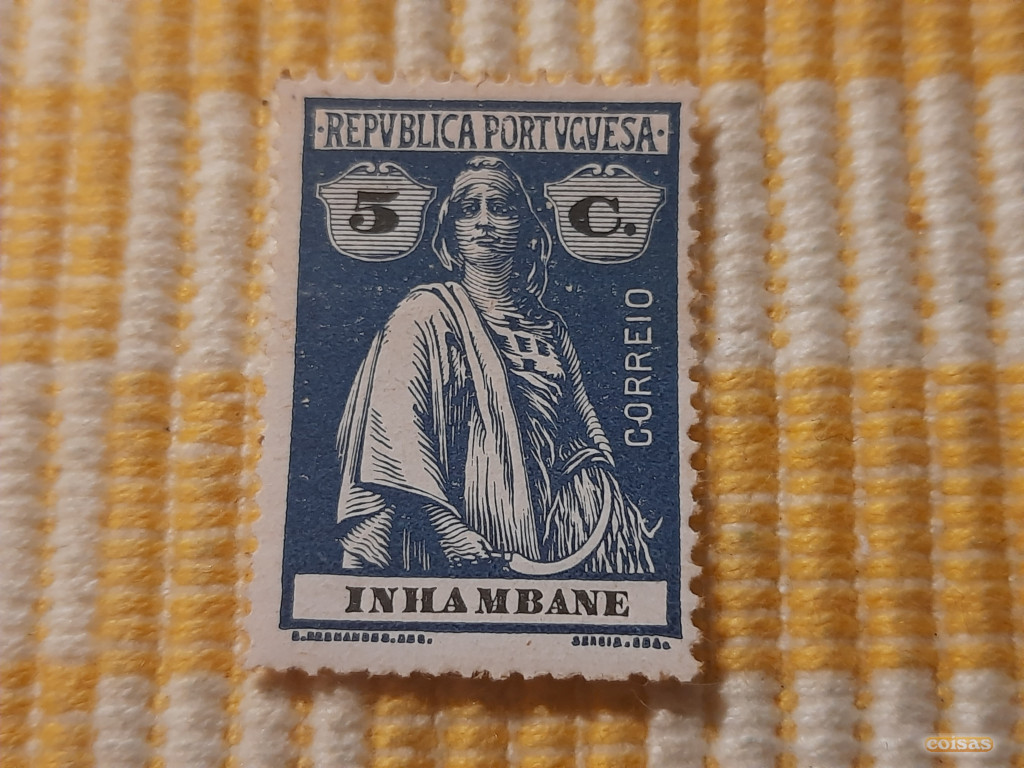 ·REPVBLICA PORTVGVESA·
5 C.
CORREIO
INHAMBANE
coisas